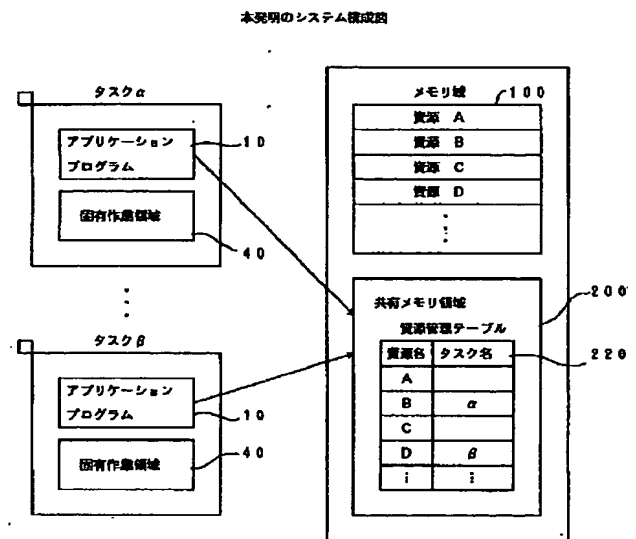 本発明のシステム構成図
タスクα
アプリケーション
プログラム
10
固有作業領域
40
タスクβ
アプリケーション
プログラム
10
固有作業領域
40
メモリ域
100
資源 A
資源 B
資源 C
資源 D
共有メモリ領域
200
資源管理テーブル
資源名 タスク名
220
A
B α
C
D β